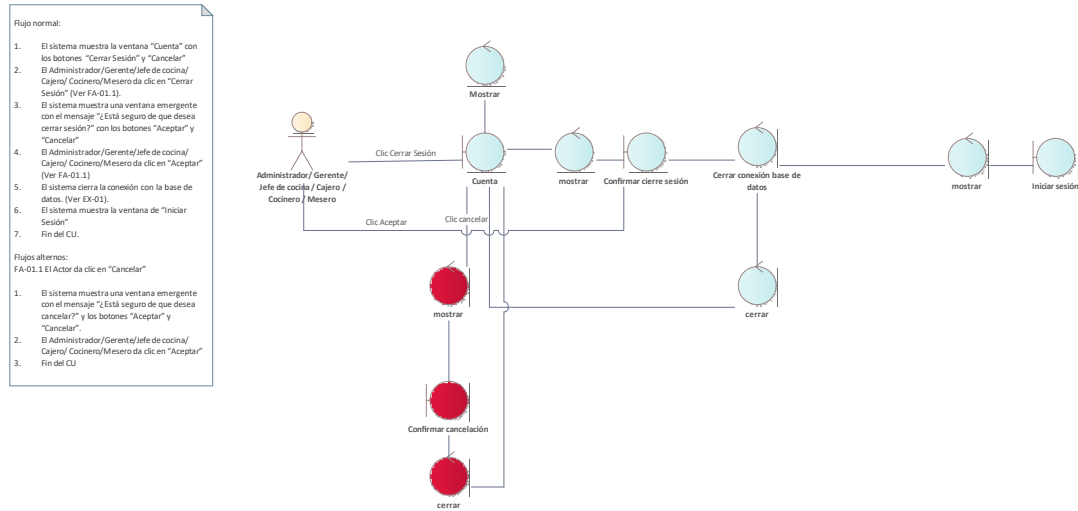 Flujo normal:
1. El sistema muestra la ventana “Cuenta” con
los botones “Cerrar Sesión” y “Cancelar”
2. El Administrador/Gerente/Jefe de cocina/
Cajero/ Cocinero/Mesero da clic en “Cerrar
Sesión” (Ver FA-01.1).
3. El sistema muestra una ventana emergente
con el mensaje “¿Está seguro de que desea
cerrar sesión?” con los botones “Aceptar” y
“Cancelar”
4. El Administrador/Gerente/Jefe de cocina/
Cajero/ Cocinero/Mesero da clic en “Aceptar”
(Ver FA-01.1)
5. El sistema cierra la conexión con la base de
datos. (Ver EX-01).
6. El sistema muestra la ventana de “Iniciar
Sesión”
7. Fin del CU.
Flujos alternos:
FA-01.1 El Actor da clic en “Cancelar”
1. El sistema muestra una ventana emergente
con el mensaje “¿Está seguro de que desea
cancelar?” y los botones “Aceptar” y
“Cancelar”.
2. El Administrador/Gerente/Jefe de cocina/
Cajero/ Cocinero/Mesero da clic en “Aceptar”
3. Fin del CU
Mostrar
Clic Cerrar Sesión
Administrador/ Gerente/
Jefe de cocina / Cajero /
Cocinero / Mesero
Cuenta
mostrar
Confirmar cierre sesión
Cerrar conexión base de
datos
mostrar
Iniciar sesión
Clic Aceptar
Clic cancelar
mostrar
cerrar
Confirmar cancelación
cerrar